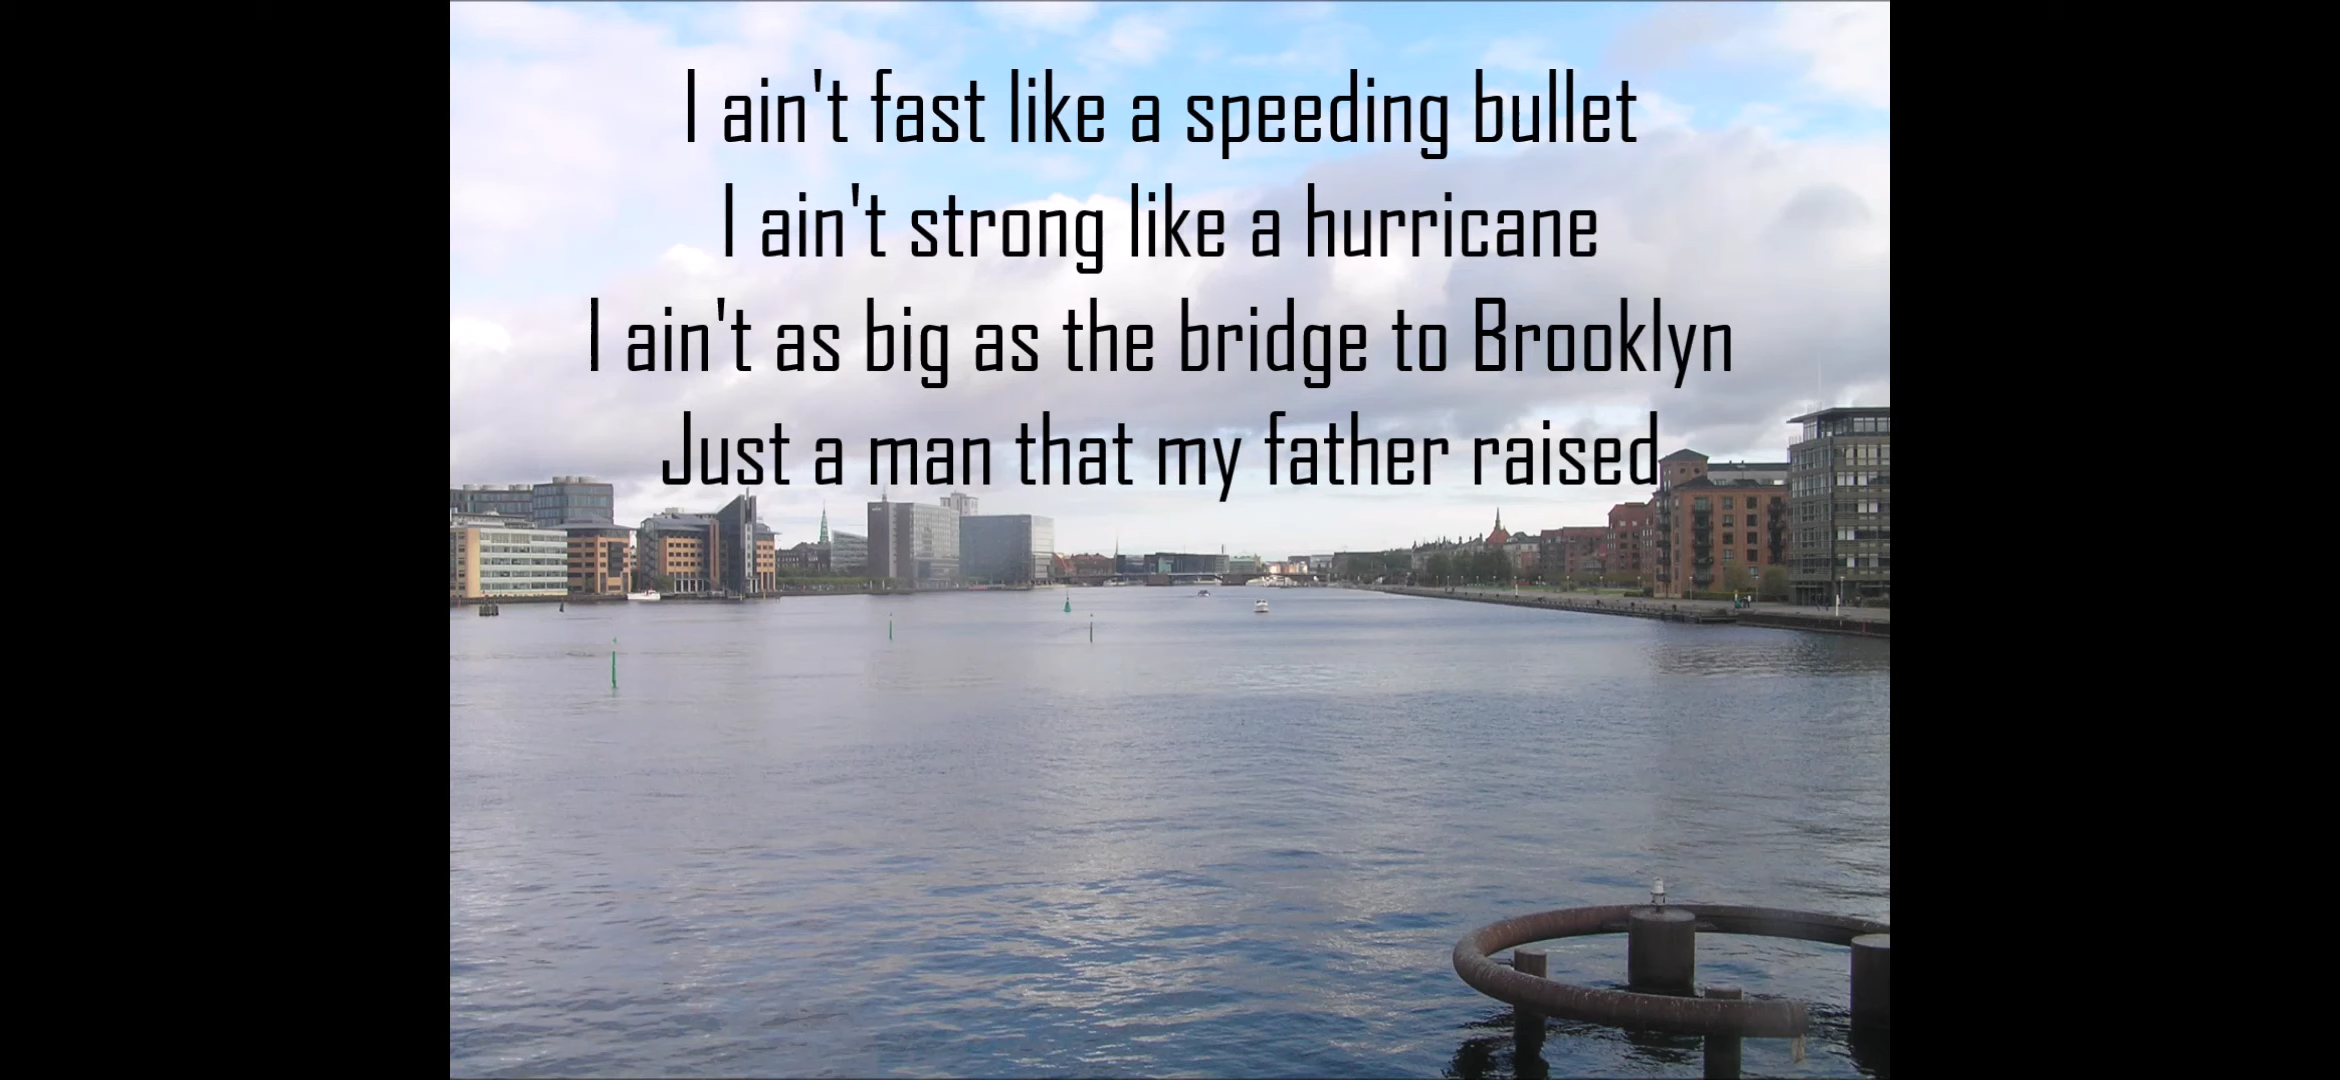 I ain't fast like a speeding bullet
I ain't strong like a hurricane
I ain't as big as the bridge to Brooklyn
Just a man that my father raised